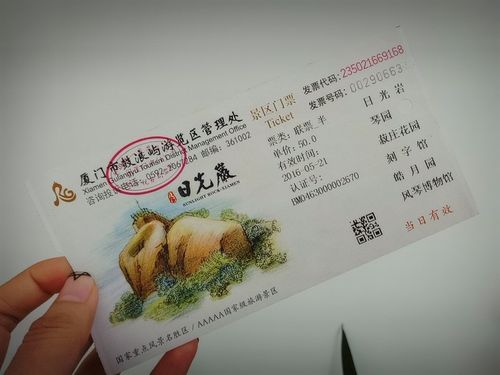 厦门市鼓浪屿游览区管理处
Xiamen Gulangyu Tourism District Management Office
咨询投诉电话: 0592-2067284 邮编: 361002
日光巖
SUNLIGHT ROCK·XIAMEN
国家重点风景名胜区 / AAAAA国家级旅游景区
景区门票
Ticket
票类: 联票.半
单价: 50.0
有效时间:
2016-05-21
认证号:
发票代码: 235021669168
发票号码: 00290663
日光岩
琴园
菽庄花园
刻字馆
皓月园
风琴博物馆
当日有效